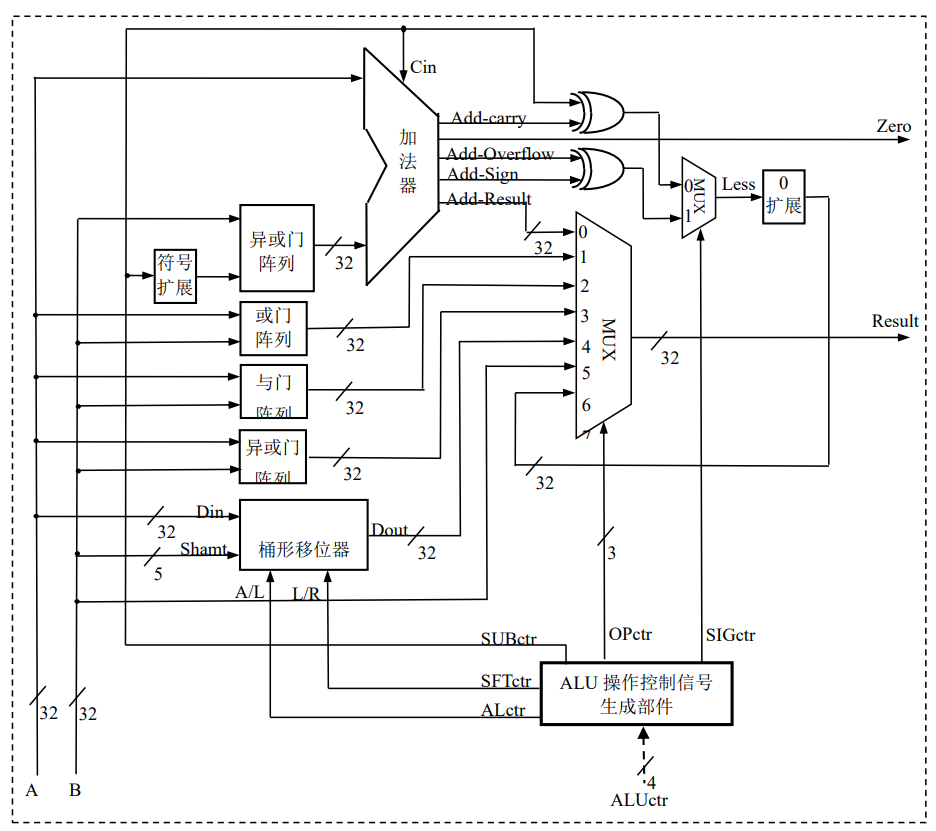 Cin
加
法
器
Add-carry
Zero
Add-Overflow
Add-Sign
Add-Result
32
0
MUX
1
Less
0
扩展
异或门
阵列
32
符号
扩展
0
1
2
3
4
5
6
7
MUX
或门
阵列
32
Result
32
与门
阵列
32
异或门
阵列
32
32
Din
32
Shamt
5
桶形移位器
Dout
32
3
A/L
L/R
SUBctr
OPctr
SIGctr
SFTctr
ALctr
ALU 操作控制信号
生成部件
32
32
4
A
B
ALUctr